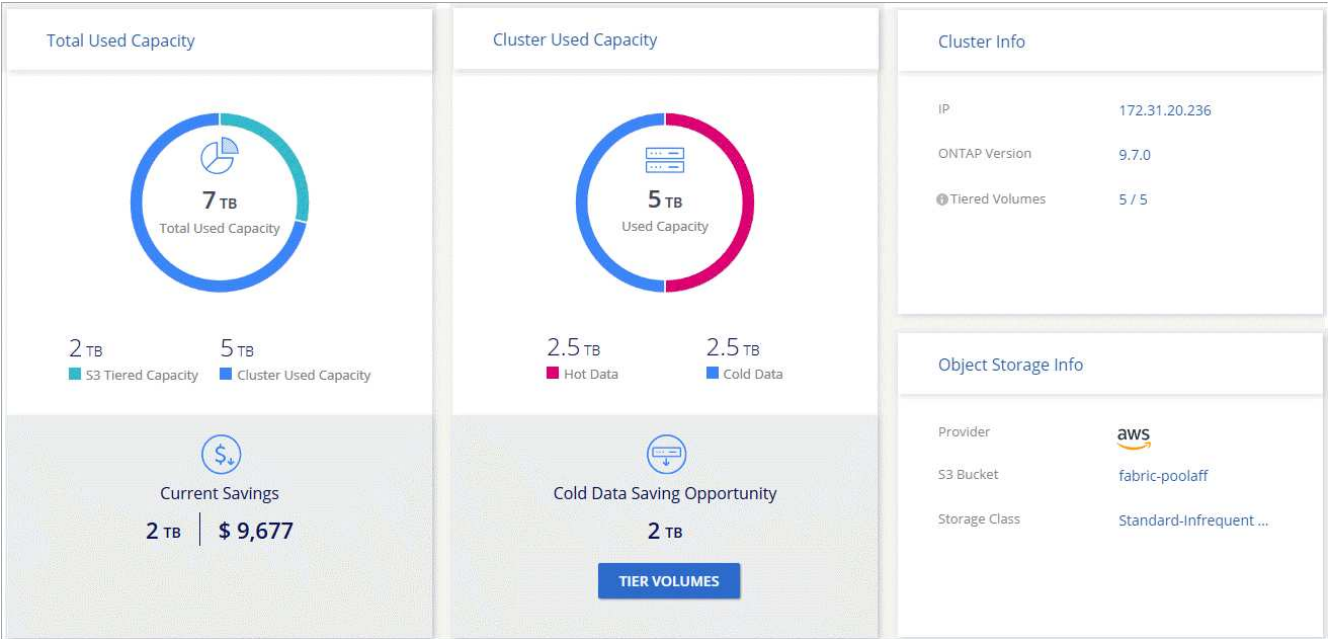 Total Used Capacity
7 TB
Total Used Capacity
2 TB
S3 Tiered Capacity
5 TB
Cluster Used Capacity
Current Savings
2 TB $ 9,677
Cluster Used Capacity
5 TB
Used Capacity
2.5 TB
Hot Data
2.5 TB
Cold Data
Cold Data Saving Opportunity
2 TB
TIER VOLUMES
Cluster Info
IP 172.31.20.236
ONTAP Version 9.7.0
Tiered Volumes 5 / 5
Object Storage Info
Provider aws
S3 Bucket fabric-poolaff
Storage Class Standard-Infrequent ...